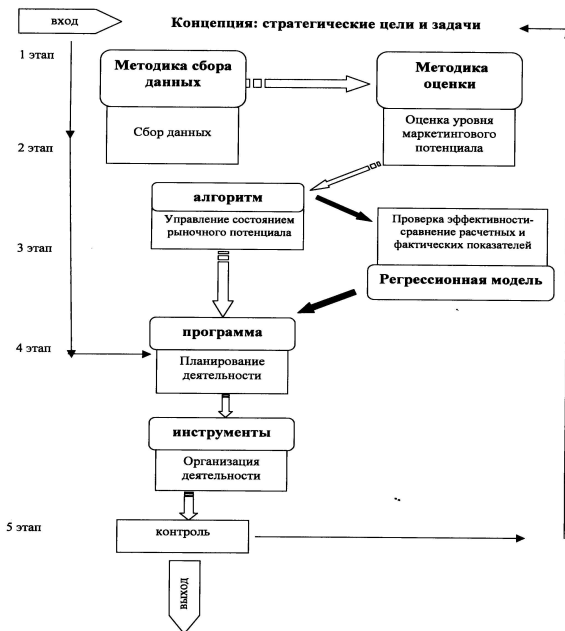 вход
Концепция: стратегические цели и задачи
1 этап
Методика сбора
данных
Методика
оценки
Сбор данных
Оценка уровня
маркетингового
потенциала
2 этап
алгоритм
Управление состоянием
рыночного потенциала
Проверка эффективности-
сравнение расчетных и
фактических показателей
3 этап
Регрессионная модель
программа
4 этап
Планирование
деятельности
инструменты
Организация
деятельности
5 этап
контроль
выход